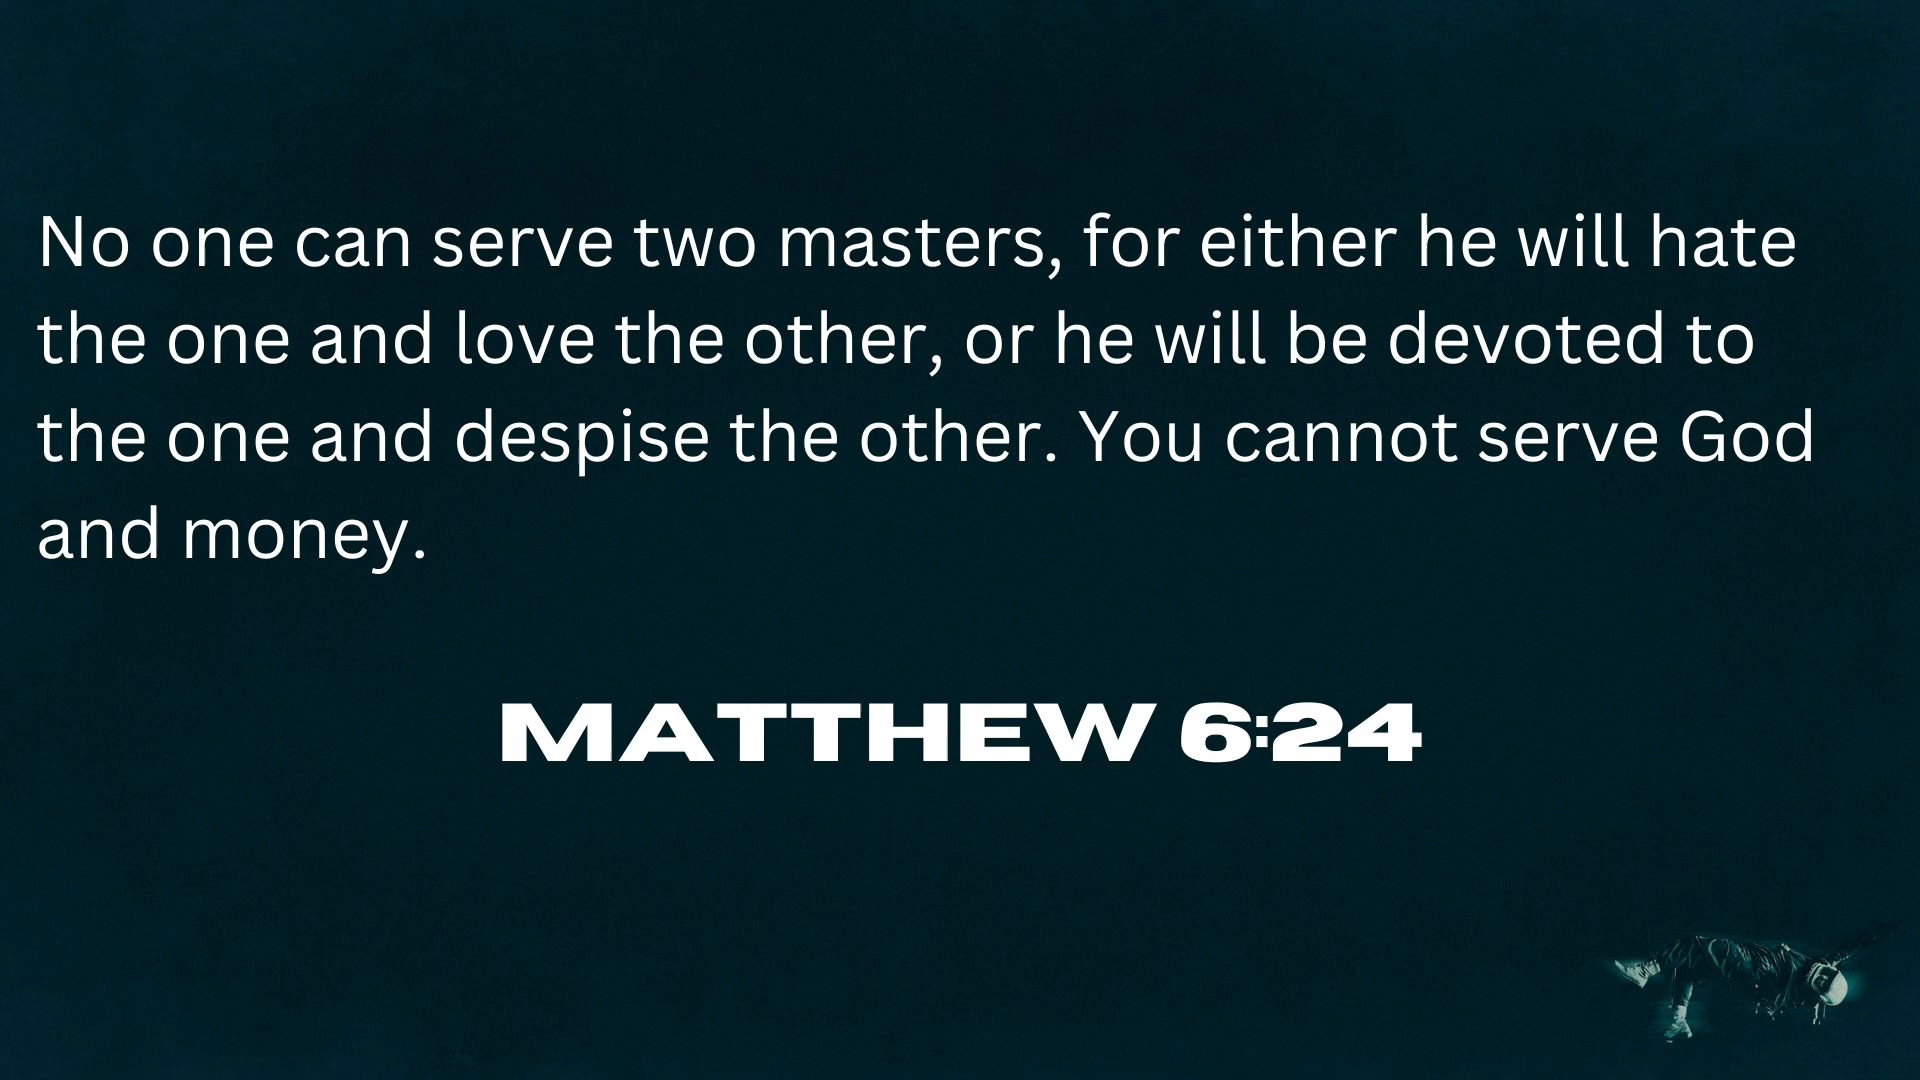 No one can serve two masters, for either he will hate
the one and love the other, or he will be devoted to
the one and despise the other. You cannot serve God
and money.
MATTHEW 6:24